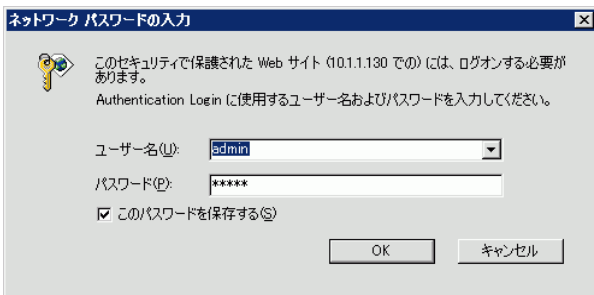 ネットワーク パスワードの入力
このセキュリティで保護された Web サイト (10.1.1.130 での) には、ログオンする必要が
あります。
Authentication Login に使用するユーザー名およびパスワードを入力してください。
ユーザー名(U): admin
パスワード(P): *****
このパスワードを保存する(S)
OK キャンセル